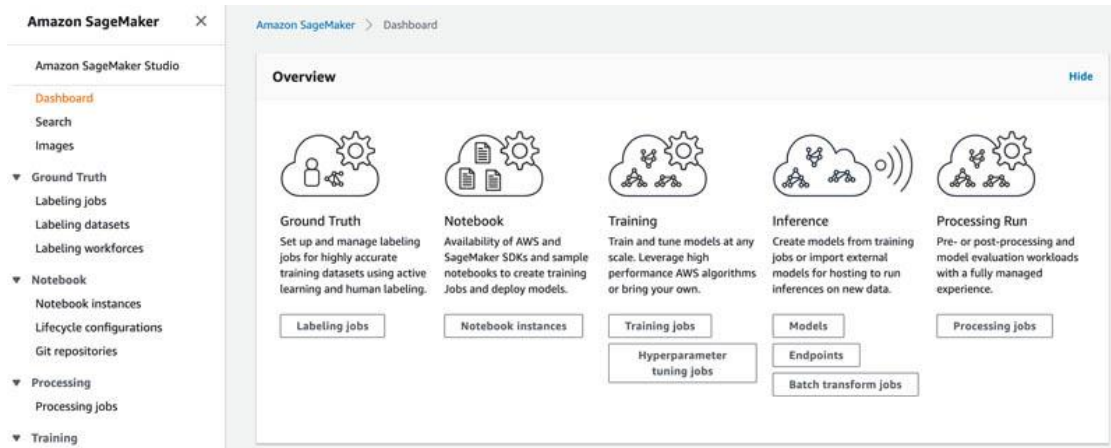 Amazon SageMaker ×
Amazon SageMaker Studio
Dashboard
Search
Images
Ground Truth
Labeling jobs
Labeling datasets
Labeling workforces
Notebook
Notebook instances
Lifecycle configurations
Git repositories
Processing
Processing jobs
Training
Amazon SageMaker > Dashboard
Overview
Hide
Ground Truth
Set up and manage labeling
jobs for highly accurate
training datasets using active
learning and human labeling.
Labeling jobs
Notebook
Availability of AWS and
SageMaker SDKs and sample
notebooks to create training
Jobs and deploy models.
Notebook instances
Training
Train and tune models at any
scale. Leverage high
performance AWS algorithms
or bring your own.
Training jobs
Hyperparameter
tuning jobs
Inference
Create models from training
jobs or import external
models for hosting to run
inferences on new data.
Models
Endpoints
Batch transform jobs
Processing Run
Pre- or post-processing and
model evaluation workloads
with a fully managed
experience.
Processing jobs